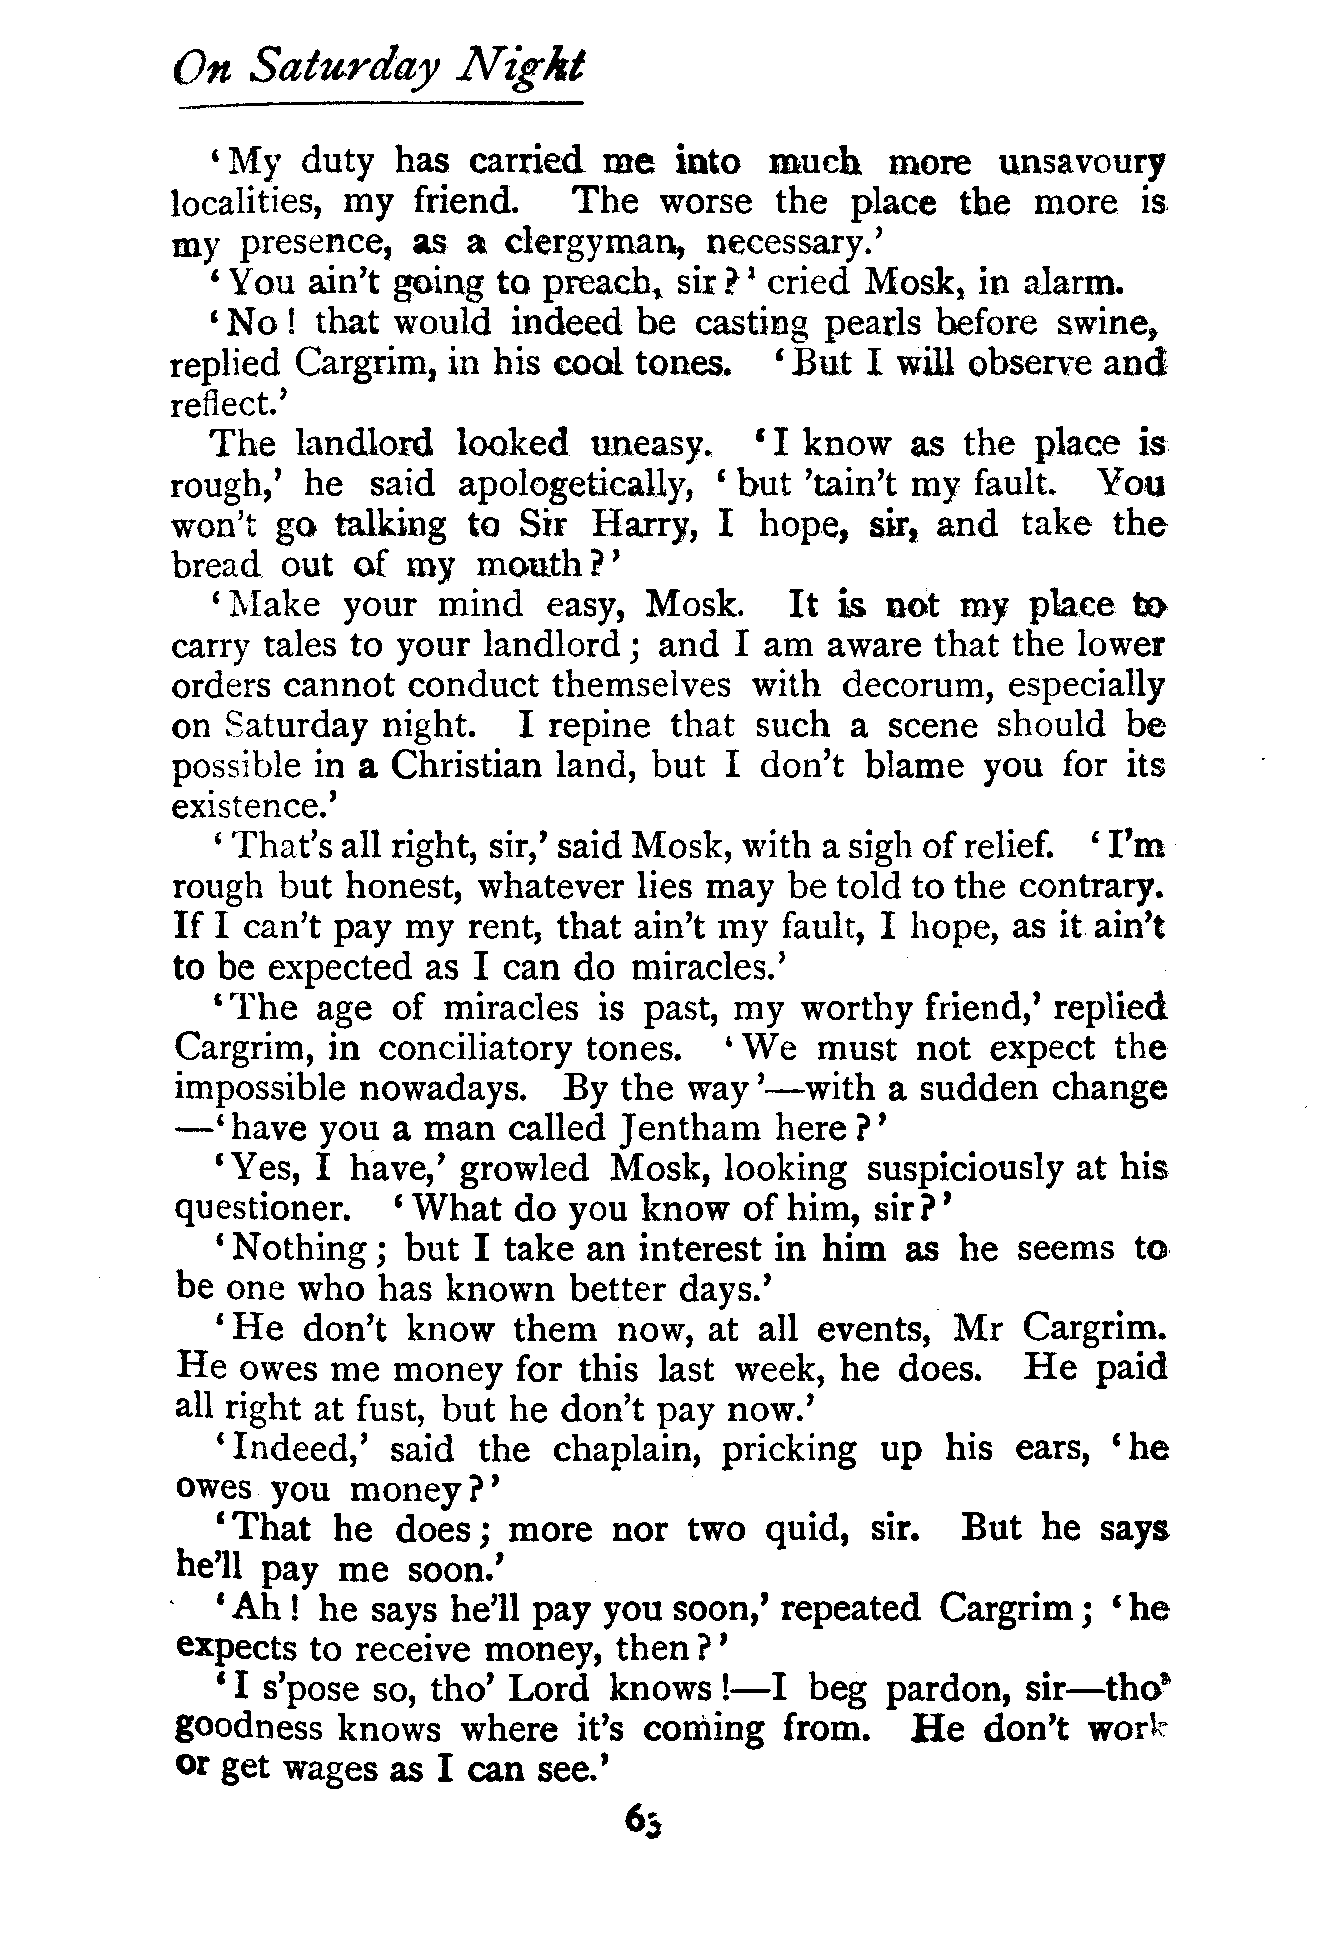 On Saturday Night
‘My duty has carried me into much more unsavoury
localities, my friend. The worse the place the more is
my presence, as a clergyman, necessary.’
‘You ain’t going to preach, sir?’ cried Mosk, in alarm.
‘No! that would indeed be casting pearls before swine,
replied Cargrim, in his cool tones. ‘But I will observe and
reflect.’
The landlord looked uneasy. ‘I know as the place is
rough,’ he said apologetically, ‘but ’tain’t my fault. You
won’t go talking to Sir Harry, I hope, sir, and take the
bread out of my mouth?’
‘Make your mind easy, Mosk. It is not my place to
carry tales to your landlord; and I am aware that the lower
orders cannot conduct themselves with decorum, especially
on Saturday night. I repine that such a scene should be
possible in a Christian land, but I don’t blame you for its
existence.’
‘That’s all right, sir,’ said Mosk, with a sigh of relief. ‘I’m
rough but honest, whatever lies may be told to the contrary.
If I can’t pay my rent, that ain’t my fault, I hope, as it ain’t
to be expected as I can do miracles.’
‘The age of miracles is past, my worthy friend,’ replied
Cargrim, in conciliatory tones. ‘We must not expect the
impossible nowadays. By the way’—with a sudden change
—‘have you a man called Jentham here?’
‘Yes, I have,’ growled Mosk, looking suspiciously at his
questioner. ‘What do you know of him, sir?’
‘Nothing; but I take an interest in him as he seems to
be one who has known better days.’
‘He don’t know them now, at all events, Mr Cargrim.
He owes me money for this last week, he does. He paid
all right at fust, but he don’t pay now.’
‘Indeed,’ said the chaplain, pricking up his ears, ‘he
owes you money?’
‘That he does; more nor two quid, sir. But he says
he’ll pay me soon.’
‘Ah! he says he’ll pay you soon,’ repeated Cargrim; ‘he
expects to receive money, then?’
‘I s’pose so, tho’ Lord knows!—I beg pardon, sir—tho’
goodness knows where it’s coming from. He don’t work
or get wages as I can see.’
63